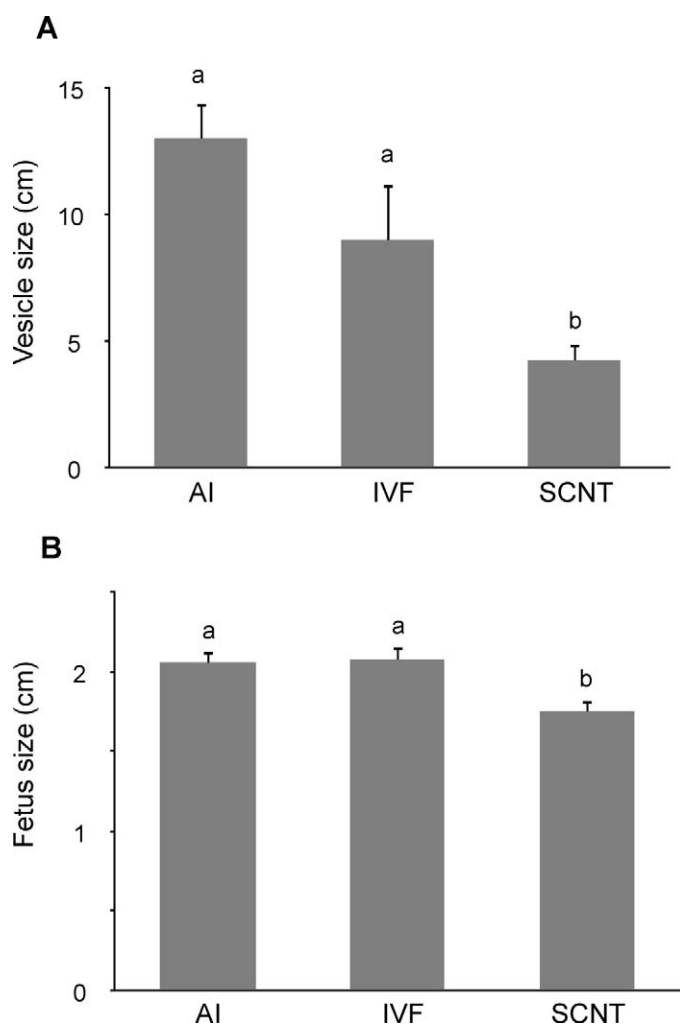 A
Vesicle size (cm)
15
10
5
0
a
a
b
AI IVF SCNT
B
Fetus size (cm)
2
1
0
a
a
b
AI IVF SCNT